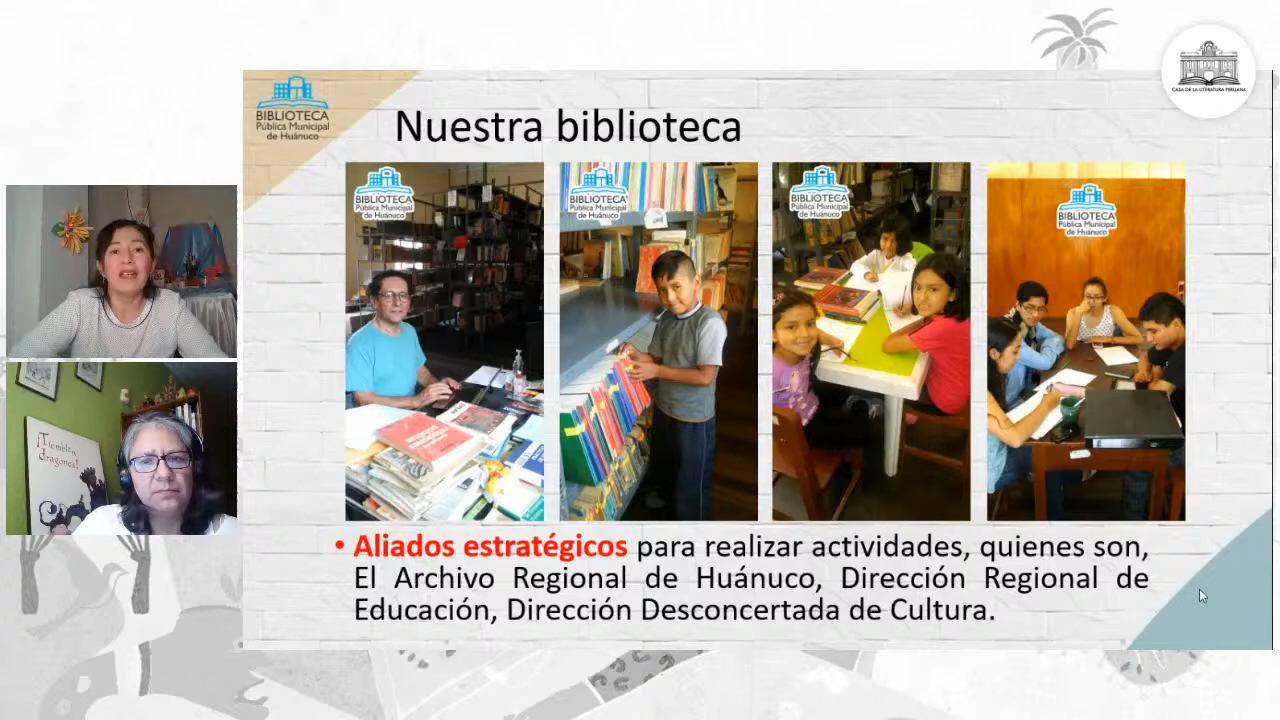 CASA DE LA LITERATURA PERUANA
BIBLIOTECA
Pública Municipal
de Huánuco
Nuestra biblioteca
BIBLIOTECA
Pública Municipal
de Huánuco
BIBLIOTECA
Pública Municipal
de Huánuco
BIBLIOTECA
Pública Municipal
de Huánuco
BIBLIOTECA
Pública Municipal
de Huánuco
¡Tiemblen,
dragones!
• Aliados estratégicos para realizar actividades, quienes son,
El Archivo Regional de Huánuco, Dirección Regional de
Educación, Dirección Desconcertada de Cultura.